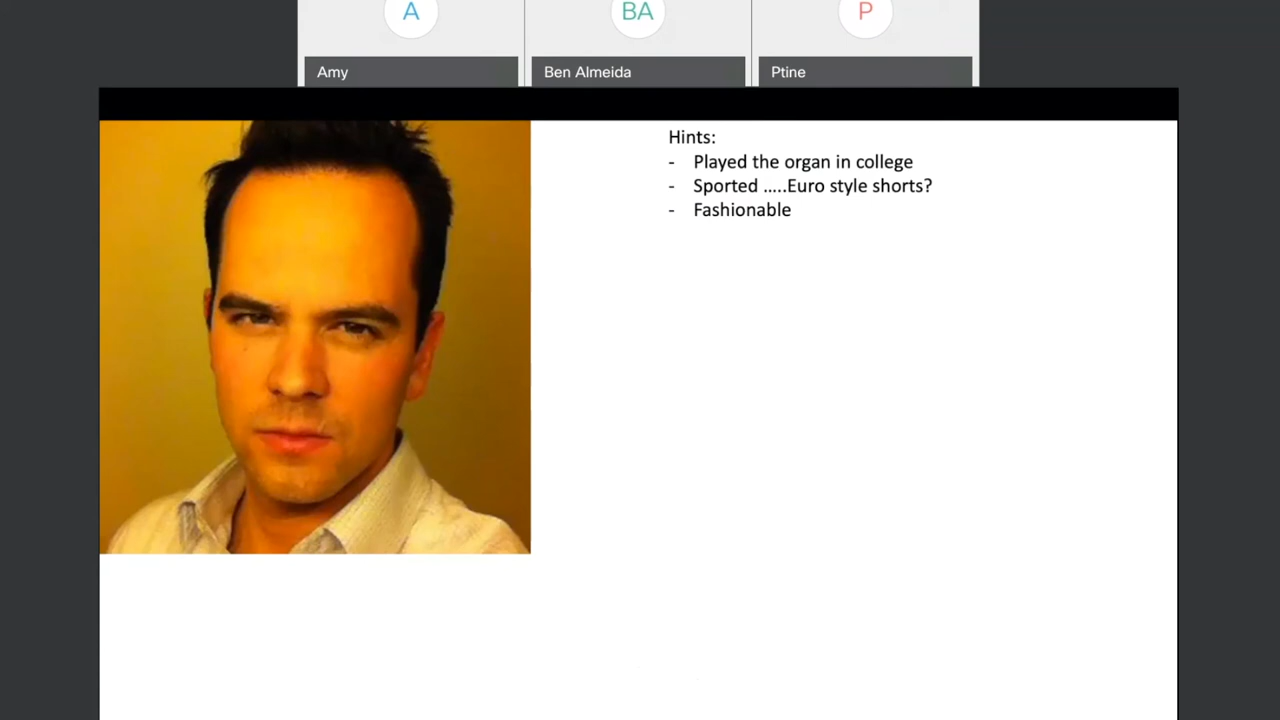 A
BA
P
Amy
Ben Almeida
Ptine
Hints:
- Played the organ in college
- Sported …..Euro style shorts?
- Fashionable